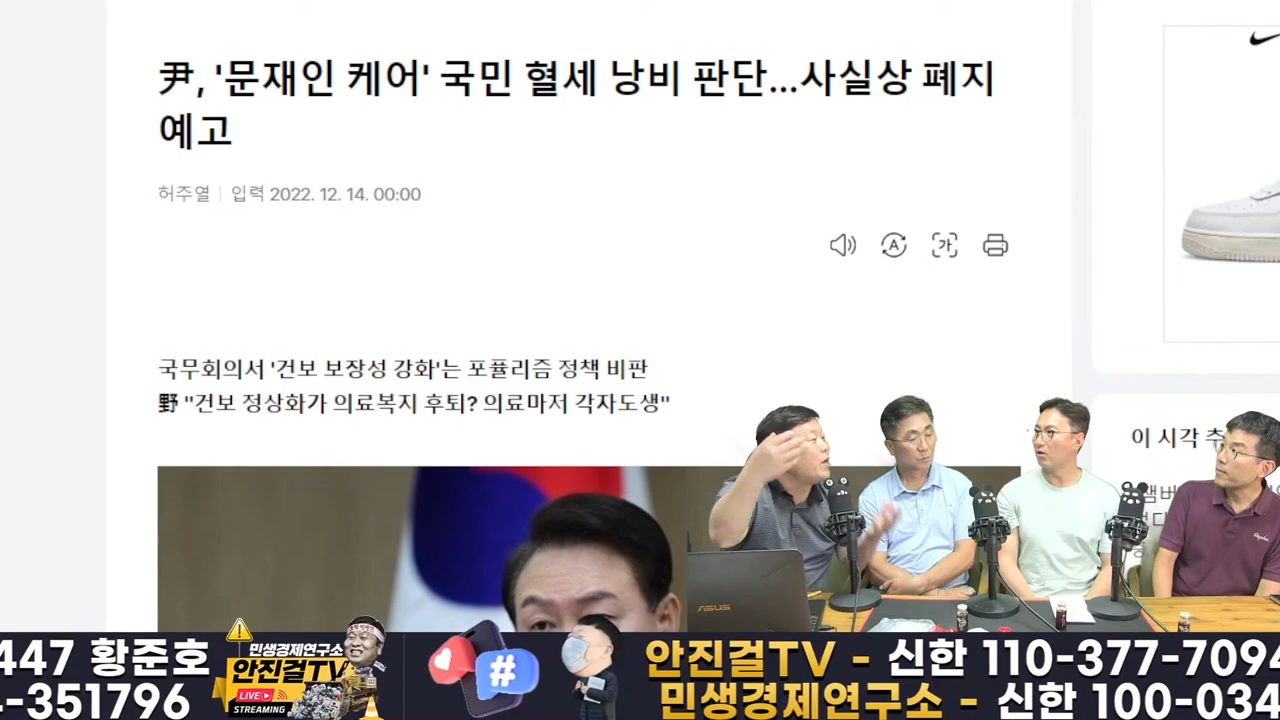 尹, '문재인 케어' 국민 혈세 낭비 판단...사실상 폐지
예고
허주열 | 입력 2022. 12. 14. 00:00
A
가
국무회의서 '건보 보장성 강화'는 포퓰리즘 정책 비판
野 "건보 정상화가 의료복지 후퇴? 의료마저 각자도생"
이 시각 추
ASUS
447 황준호
-351796
민생경제연구소
안진걸TV
LIVE
STREAMING
#
안진걸TV - 신한 110-377-7094
민생경제연구소 - 신한 100-034